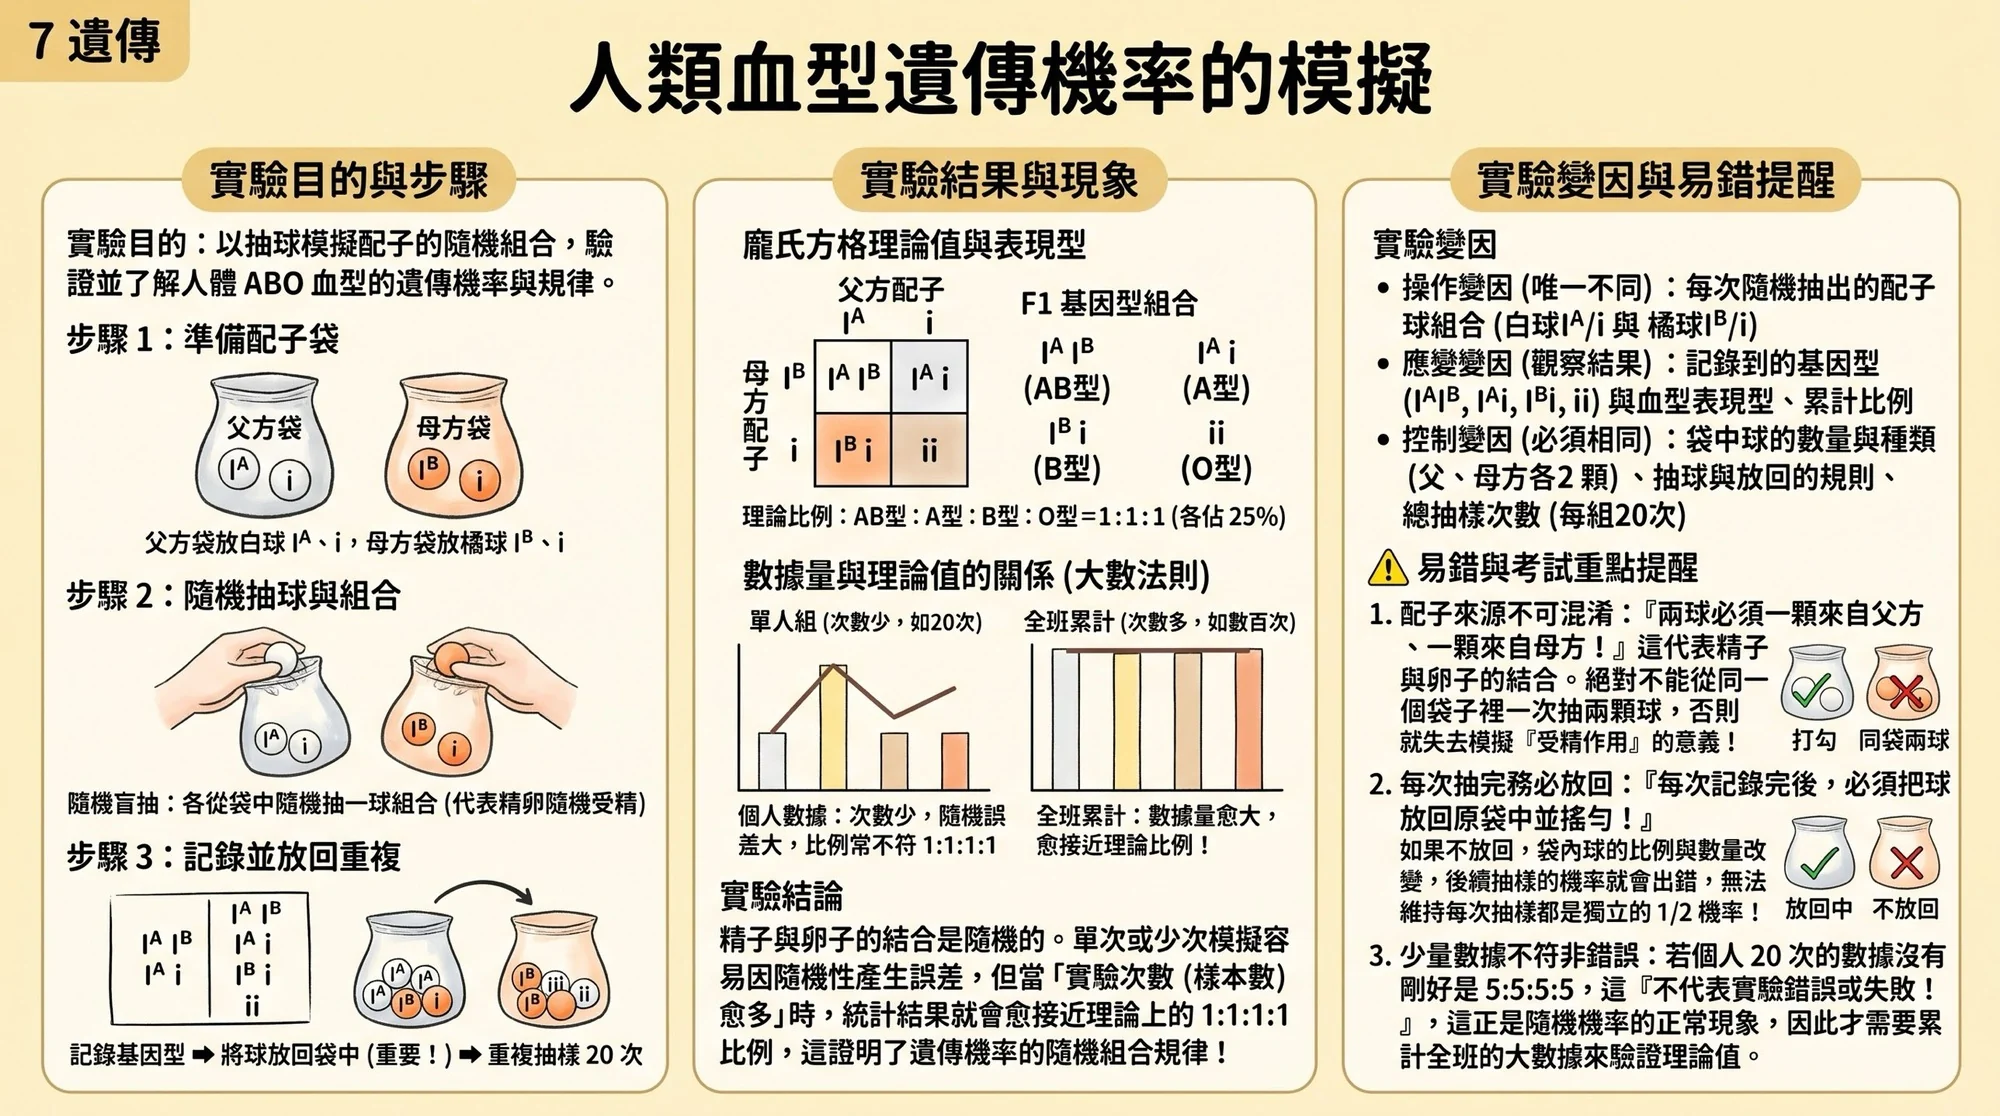 7 遺傳
人類血型遺傳機率的模擬
實驗目的與步驟
實驗目的：以抽球模擬配子的隨機組合，驗
證並了解人體 ABO 血型的遺傳機率與規律。
步驟 1：準備配子袋
父方袋
I^A i
母方袋
I^B i
父方袋放白球 I^A、i，母方袋放橘球 I^B、i
步驟 2：隨機抽球與組合
I^A i
I^B i
隨機盲抽：各從袋中隨機抽一球組合 (代表精卵隨機受精)
步驟 3：記錄並放回重複
I^A I^B
I^A i
I^A I^B
I^A i
I^B i
ii
I^A I^A
I^A I^B i
I^B iii ii
I^B
記錄基因型 ➡ 將球放回袋中 (重要！) ➡ 重複抽樣 20 次
實驗結果與現象
龐氏方格理論值與表現型
父方配子
I^A i
母方配子
I^B I^A I^B I^A i
i I^B i ii
F1 基因型組合
I^A I^B I^A i
(AB型) (A型)
I^B i ii
(B型) (O型)
理論比例：AB型：A型：B型：O型＝1:1:1 (各佔 25%)
數據量與理論值的關係 (大數法則)
單人組 (次數少，如20次)
全班累計 (次數多，如數百次)
個人數據：次數少，隨機誤
差大，比例常不符 1:1:1:1
全班累計：數據量愈大，
愈接近理論比例！
實驗結論
精子與卵子的結合是隨機的。單次或少次模擬容
易因隨機性產生誤差，但當「實驗次數 (樣本數)
愈多」時，統計結果就會愈接近理論上的 1:1:1:1
比例，這證明了遺傳機率的隨機組合規律！
實驗變因與易錯提醒
實驗變因
• 操作變因 (唯一不同)：每次隨機抽出的配子
球組合 (白球I^A/i 與 橘球I^B/i)
• 應變變因 (觀察結果)：記錄到的基因型
(I^AI^B, I^Ai, I^Bi, ii) 與血型表現型、累計比例
• 控制變因 (必須相同)：袋中球的數量與種類
(父、母方各2 顆)、抽球與放回的規則、
總抽樣次數 (每組20次)
易錯與考試重點提醒
1. 配子來源不可混淆：『兩球必須一顆來自父方
、一顆來自母方！』這代表精子
與卵子的結合。絕對不能從同一
個袋子裡一次抽兩顆球，否則
就失去模擬『受精作用』的意義！
打勾 同袋兩球
2. 每次抽完務必放回：『每次記錄完後，必須把球
放回原袋中並搖勻！』
如果不放回，袋內球的比例與數量改
變，後續抽樣的機率就會出錯，無法
維持每次抽樣都是獨立的 1/2 機率！
放回中 不放回
3. 少量數據不符非錯誤：若個人 20 次的數據沒有
剛好是 5:5:5:5，這『不代表實驗錯誤或失敗！
』，這正是隨機機率的正常現象，因此才需要累
計全班的大數據來驗證理論值。